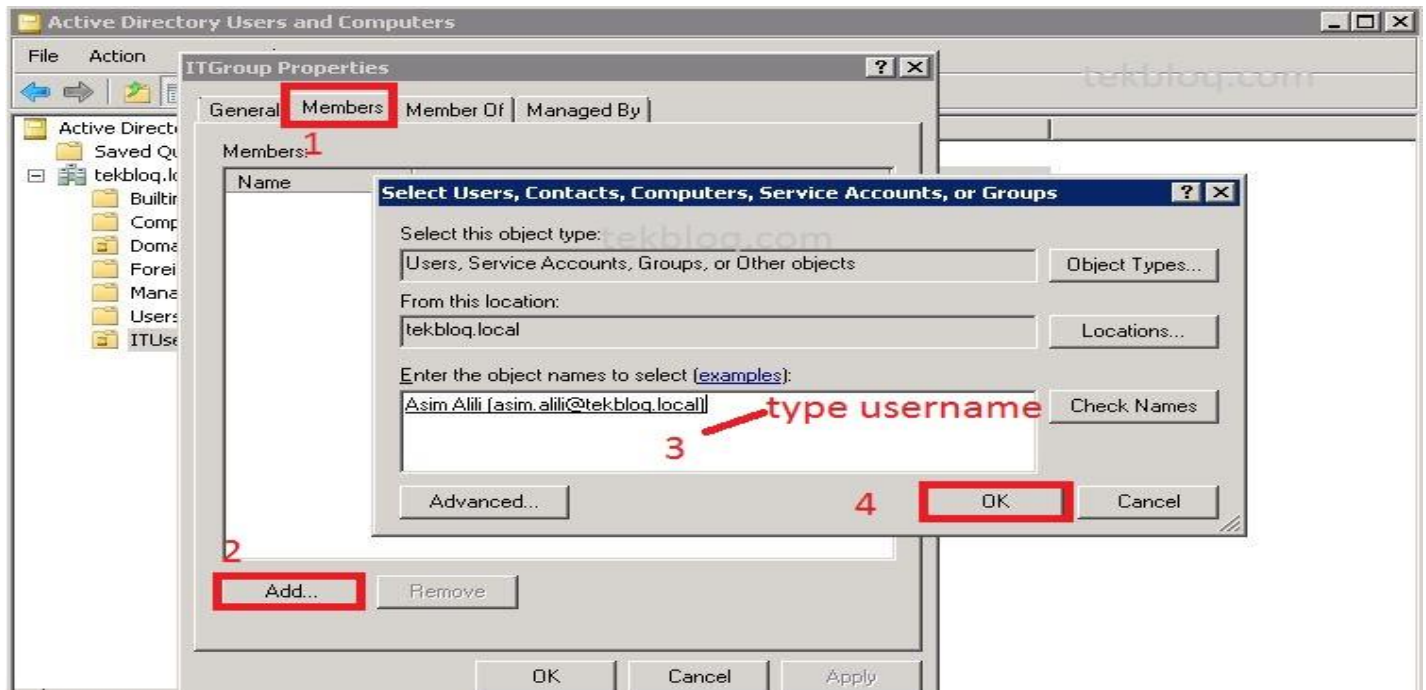 Active Directory Users and Computers
File Action
ITGroup Properties
tekbloq.com
General Members Member Of Managed By
1
Active Directo
Saved Qu
Members:
tekbloq.lo
Name
Builtin
Comp
Doma
Forei
Mana
Users
ITUse
Select Users, Contacts, Computers, Service Accounts, or Groups
Select this object type:
tekbloq.com
Users, Service Accounts, Groups, or Other objects
Object Types...
From this location:
tekbloq.local
Locations...
Enter the object names to select (examples):
Asim Alili (asim.alili@tekbloq.local)
type username
Check Names
3
Advanced...
4
OK
Cancel
2
Add...
Remove
OK
Cancel
Apply